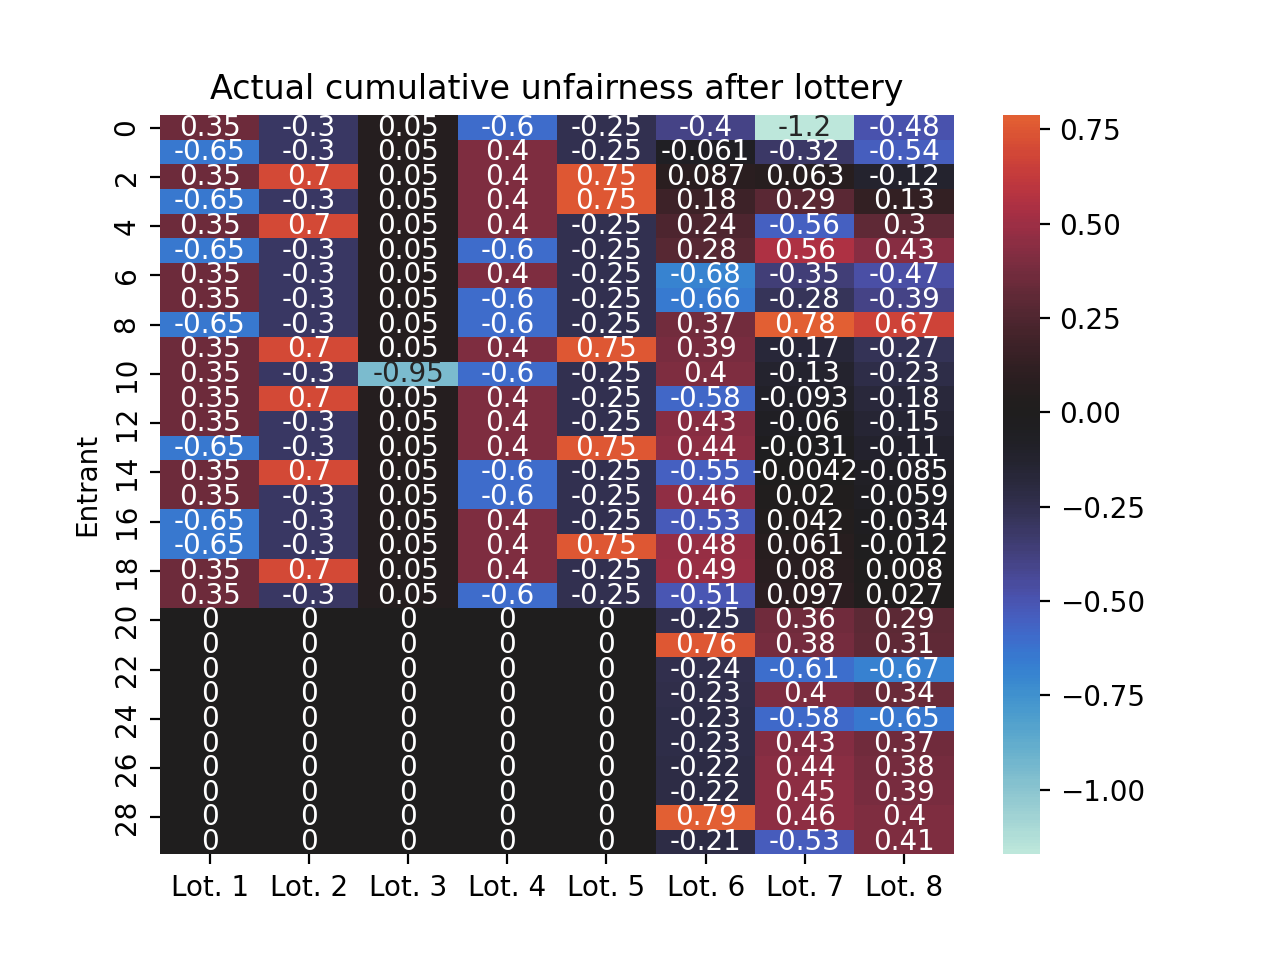 Actual cumulative unfairness after lottery
0 0.35 -0.3 0.05 -0.6 -0.25 -0.4 -1.2 -0.48
-0.65 -0.3 0.05 0.4 -0.25 -0.061 -0.32 -0.54
2 0.35 0.7 0.05 0.4 0.75 0.087 0.063 -0.12
-0.65 -0.3 0.05 0.4 0.75 0.18 0.29 0.13
4 0.35 0.7 0.05 0.4 -0.25 0.24 -0.56 0.3
-0.65 -0.3 0.05 -0.6 -0.25 0.28 0.56 0.43
6 0.35 -0.3 0.05 0.4 -0.25 -0.68 -0.35 -0.47
0.35 -0.3 0.05 -0.6 -0.25 -0.66 -0.28 -0.39
8 -0.65 -0.3 0.05 -0.6 -0.25 0.37 0.78 0.67
0.35 0.7 0.05 0.4 0.75 0.39 -0.17 -0.27
10 0.35 -0.3 -0.95 -0.6 -0.25 0.4 -0.13 -0.23
0.35 0.7 0.05 0.4 -0.25 -0.58 -0.093 -0.18
12 0.35 -0.3 0.05 0.4 -0.25 0.43 -0.06 -0.15
-0.65 -0.3 0.05 0.4 0.75 0.44 -0.031 -0.11
14 0.35 0.7 0.05 -0.6 -0.25 -0.55 -0.0042 -0.085
0.35 -0.3 0.05 -0.6 -0.25 0.46 0.02 -0.059
16 -0.65 -0.3 0.05 0.4 -0.25 -0.53 0.042 -0.034
-0.65 -0.3 0.05 0.4 0.75 0.48 0.061 -0.012
18 0.35 0.7 0.05 0.4 -0.25 0.49 0.08 0.008
0.35 -0.3 0.05 -0.6 -0.25 -0.51 0.097 0.027
20 0 0 0 0 0 -0.25 0.36 0.29
0 0 0 0 0 0.76 0.38 0.31
22 0 0 0 0 0 -0.24 -0.61 -0.67
0 0 0 0 0 -0.23 0.4 0.34
24 0 0 0 0 0 -0.23 -0.58 -0.65
0 0 0 0 0 -0.23 0.43 0.37
26 0 0 0 0 0 -0.22 0.44 0.38
0 0 0 0 0 -0.22 0.45 0.39
28 0 0 0 0 0 0.79 0.46 0.4
0 0 0 0 0 -0.21 -0.53 0.41
Entrant
Lot. 1 Lot. 2 Lot. 3 Lot. 4 Lot. 5 Lot. 6 Lot. 7 Lot. 8
0.75
0.50
0.25
0.00
−0.25
−0.50
−0.75
−1.00